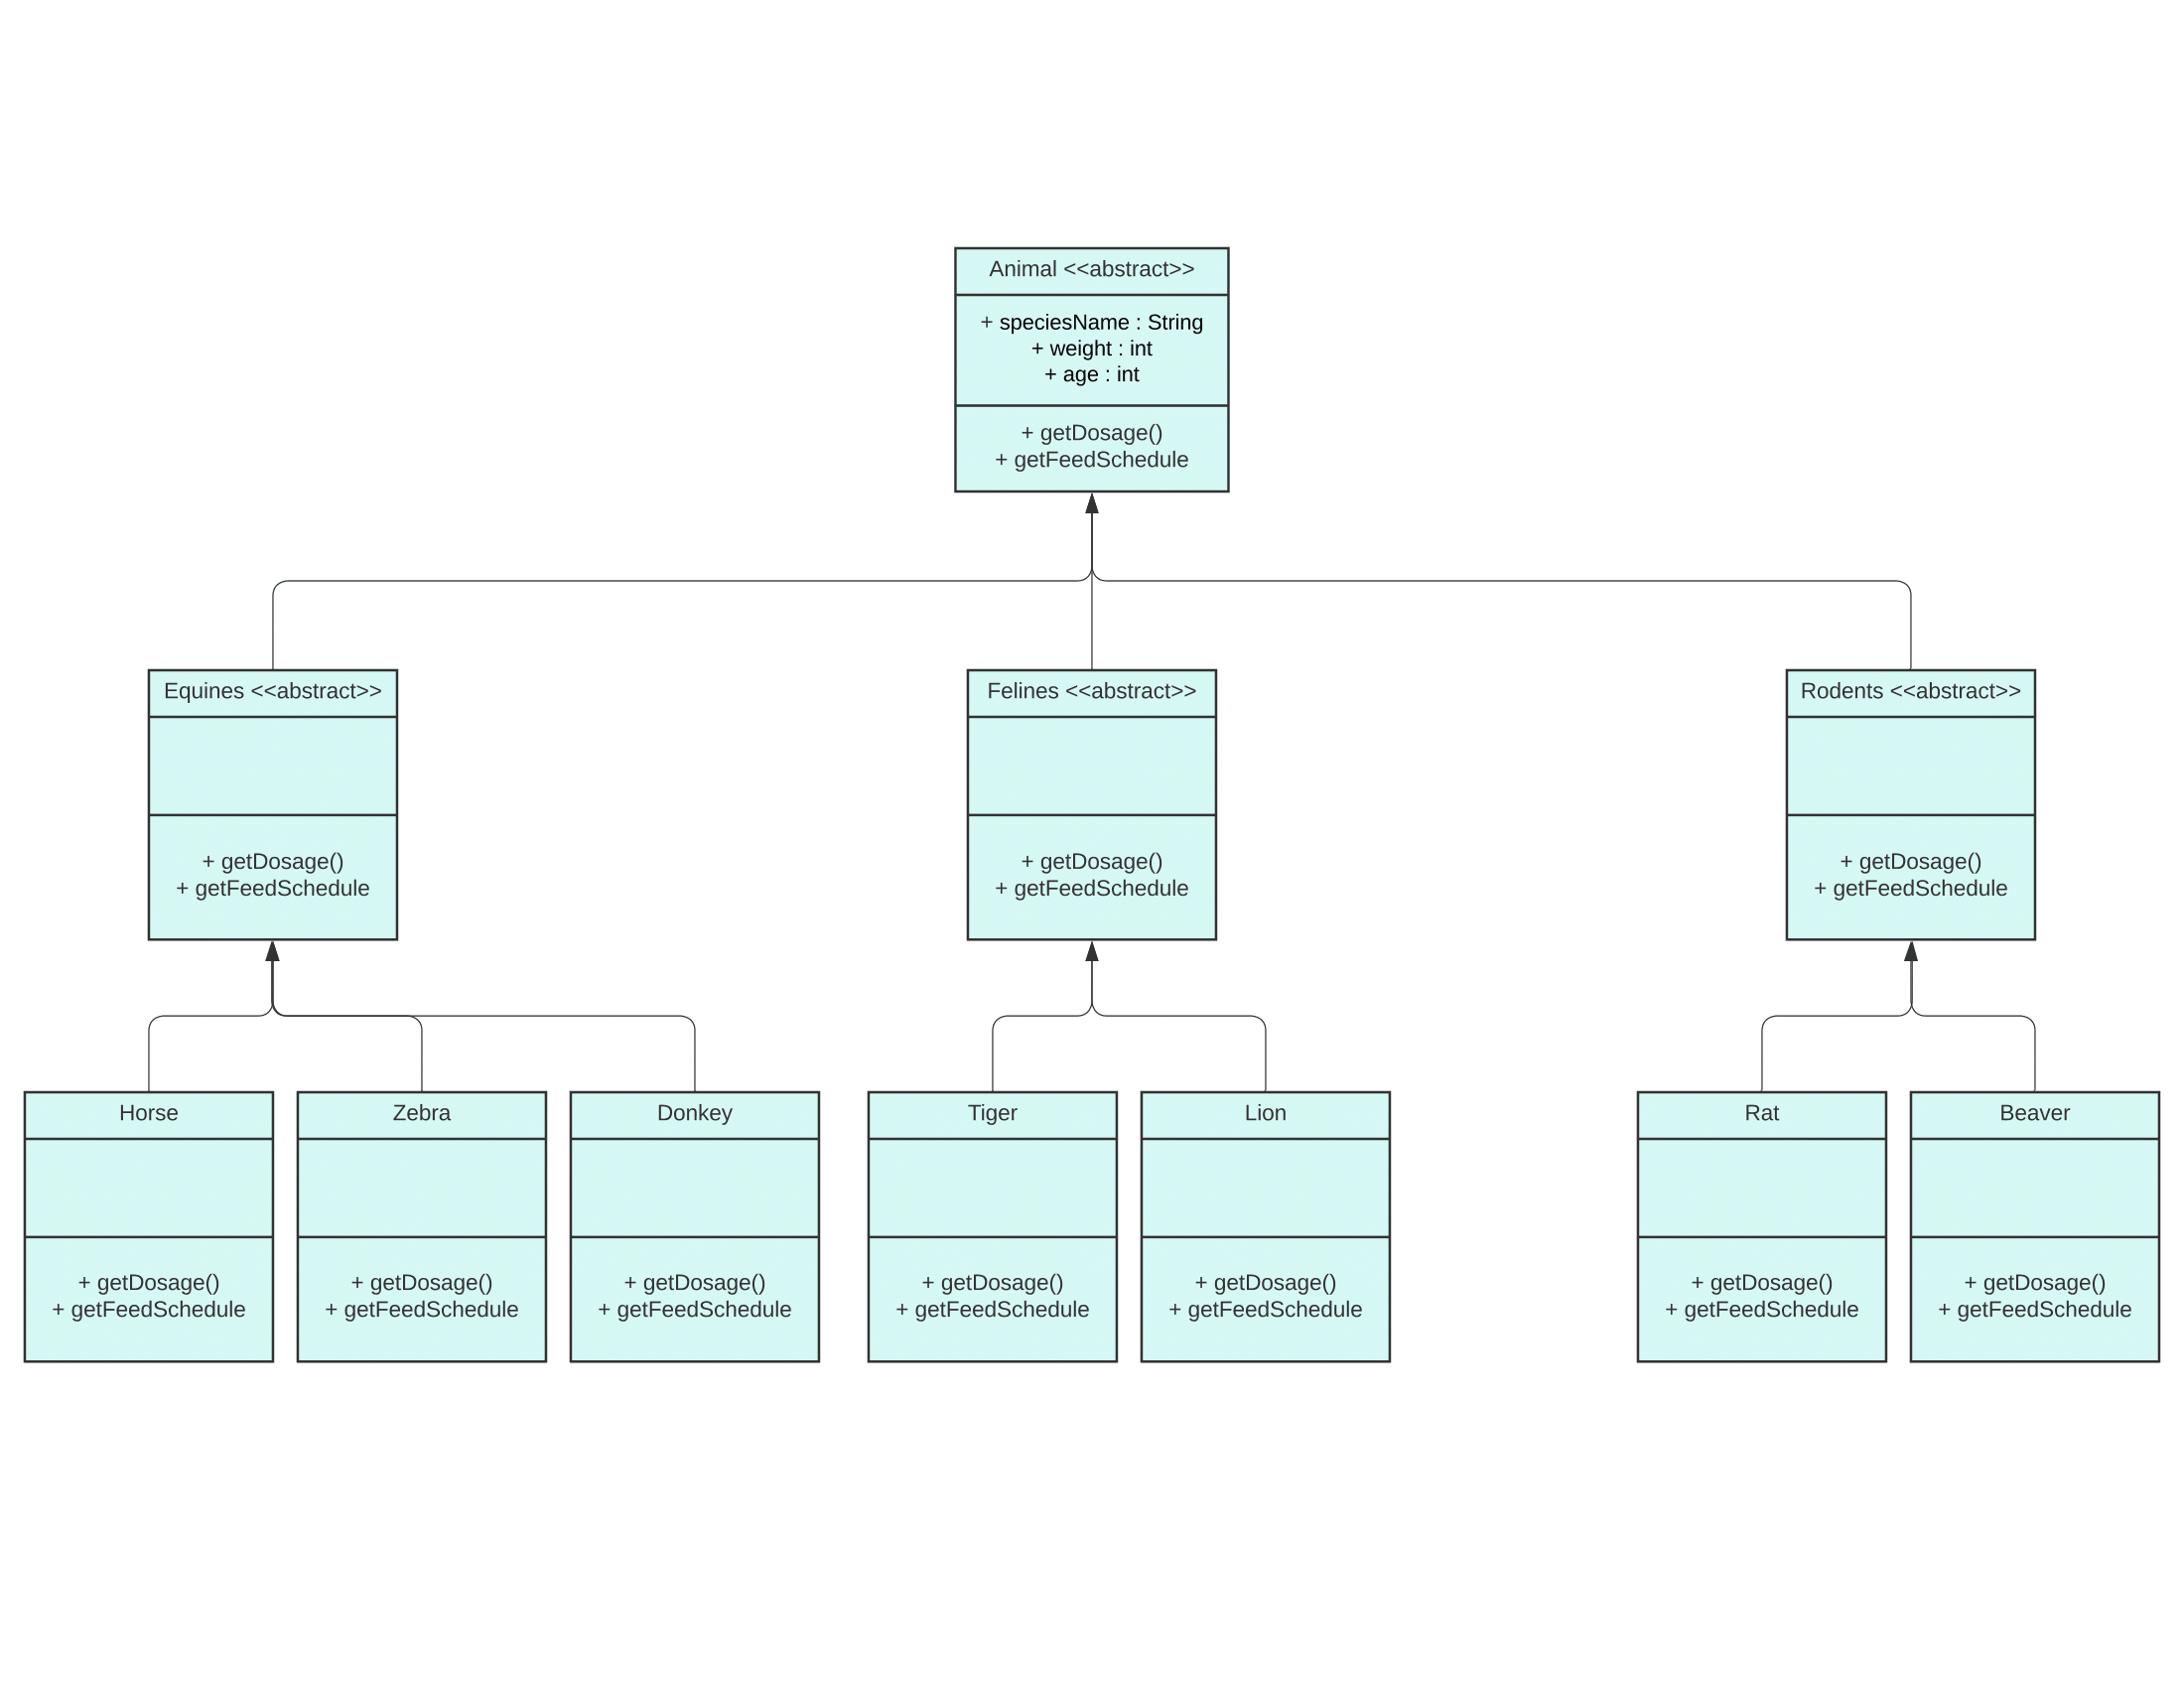 Animal <<abstract>>
+ speciesName : String
+ weight : int
+ age : int
+ getDosage()
+ getFeedSchedule
Equines <<abstract>>
+ getDosage()
+ getFeedSchedule
Felines <<abstract>>
+ getDosage()
+ getFeedSchedule
Rodents <<abstract>>
+ getDosage()
+ getFeedSchedule
Horse
+ getDosage()
+ getFeedSchedule
Zebra
+ getDosage()
+ getFeedSchedule
Donkey
+ getDosage()
+ getFeedSchedule
Tiger
+ getDosage()
+ getFeedSchedule
Lion
+ getDosage()
+ getFeedSchedule
Rat
+ getDosage()
+ getFeedSchedule
Beaver
+ getDosage()
+ getFeedSchedule